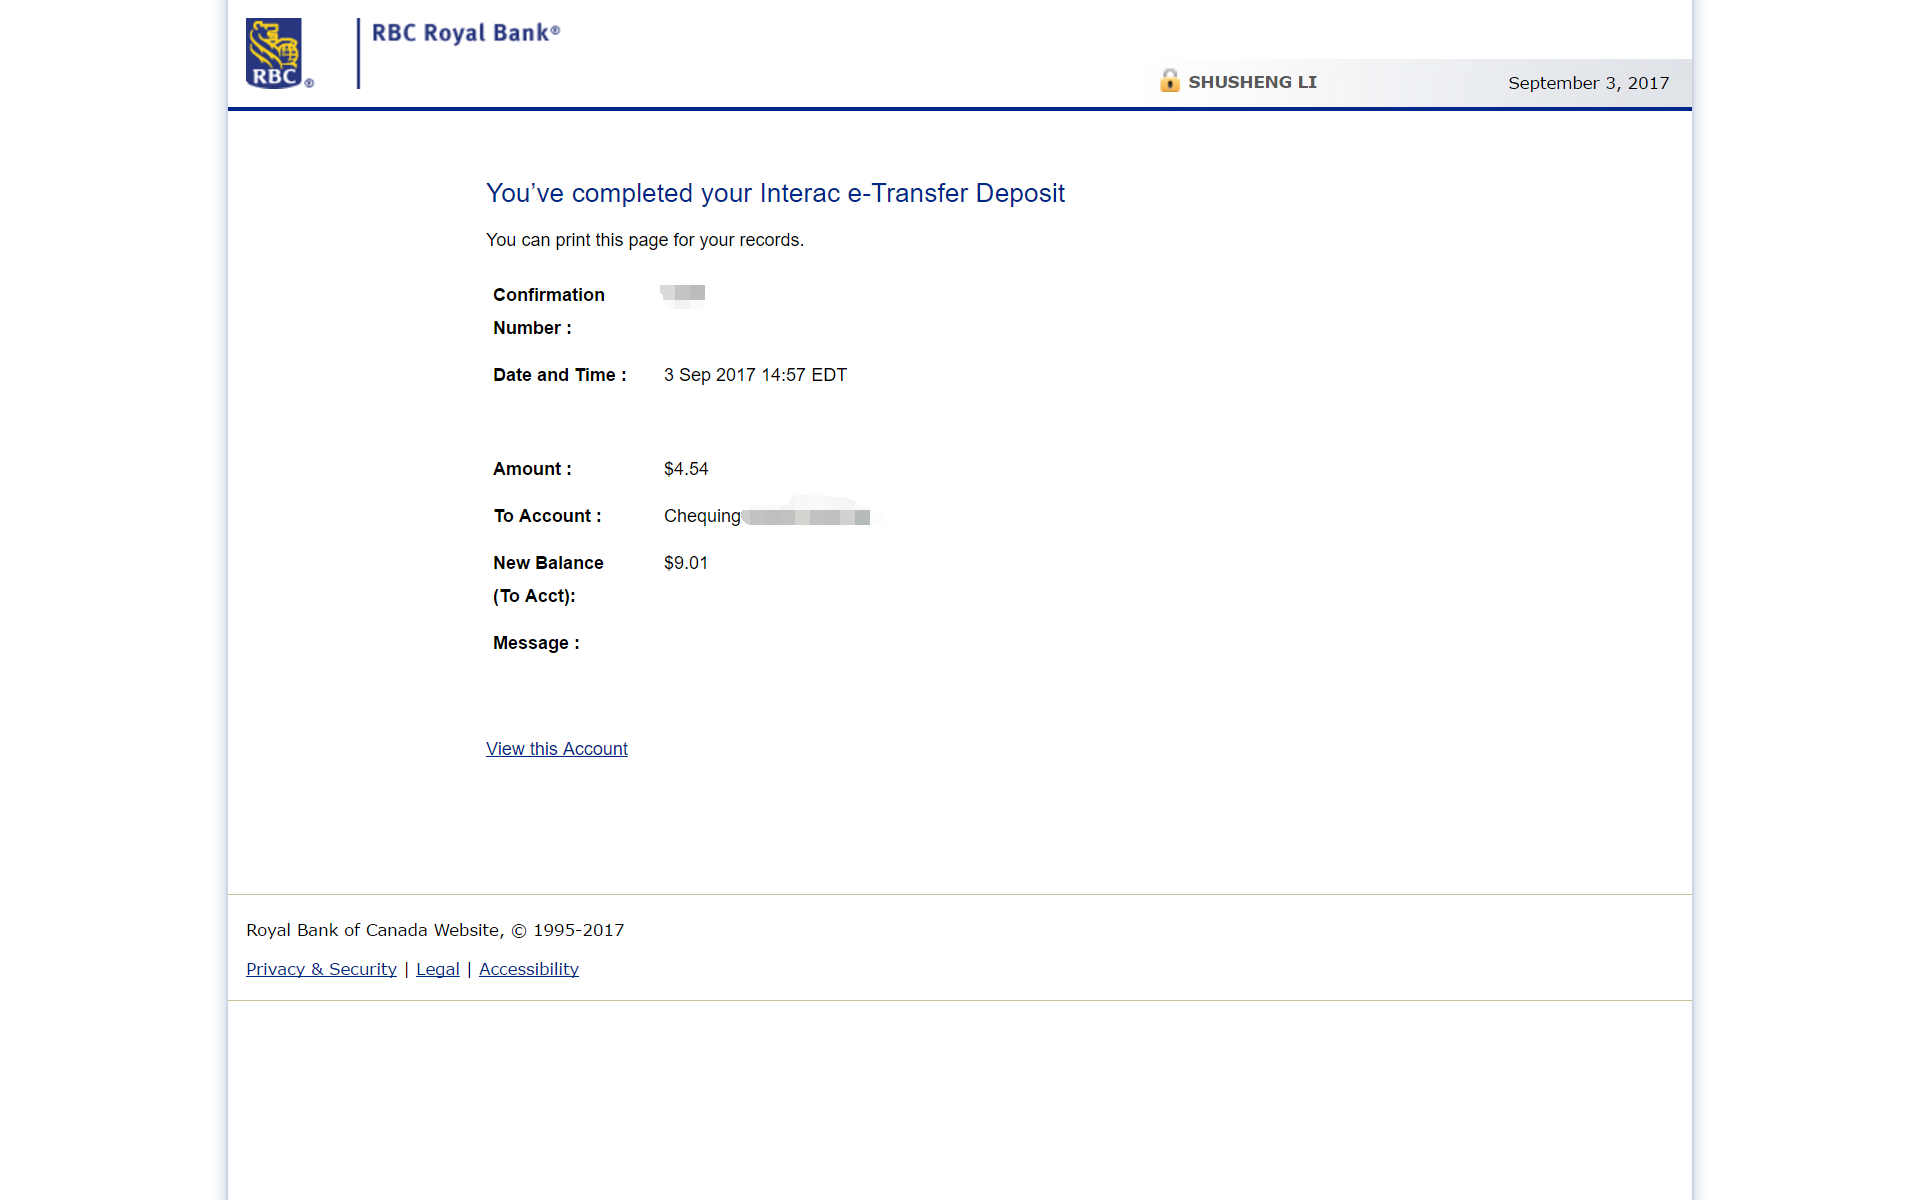 RBC Royal Bank®
RBC ®
SHUSHENG LI
September 3, 2017
You’ve completed your Interac e-Transfer Deposit
You can print this page for your records.
Confirmation
Number :
Date and Time : 3 Sep 2017 14:57 EDT
Amount : $4.54
To Account : Chequing
New Balance $9.01
(To Acct):
Message :
View this Account
Royal Bank of Canada Website, © 1995-2017
Privacy & Security | Legal | Accessibility